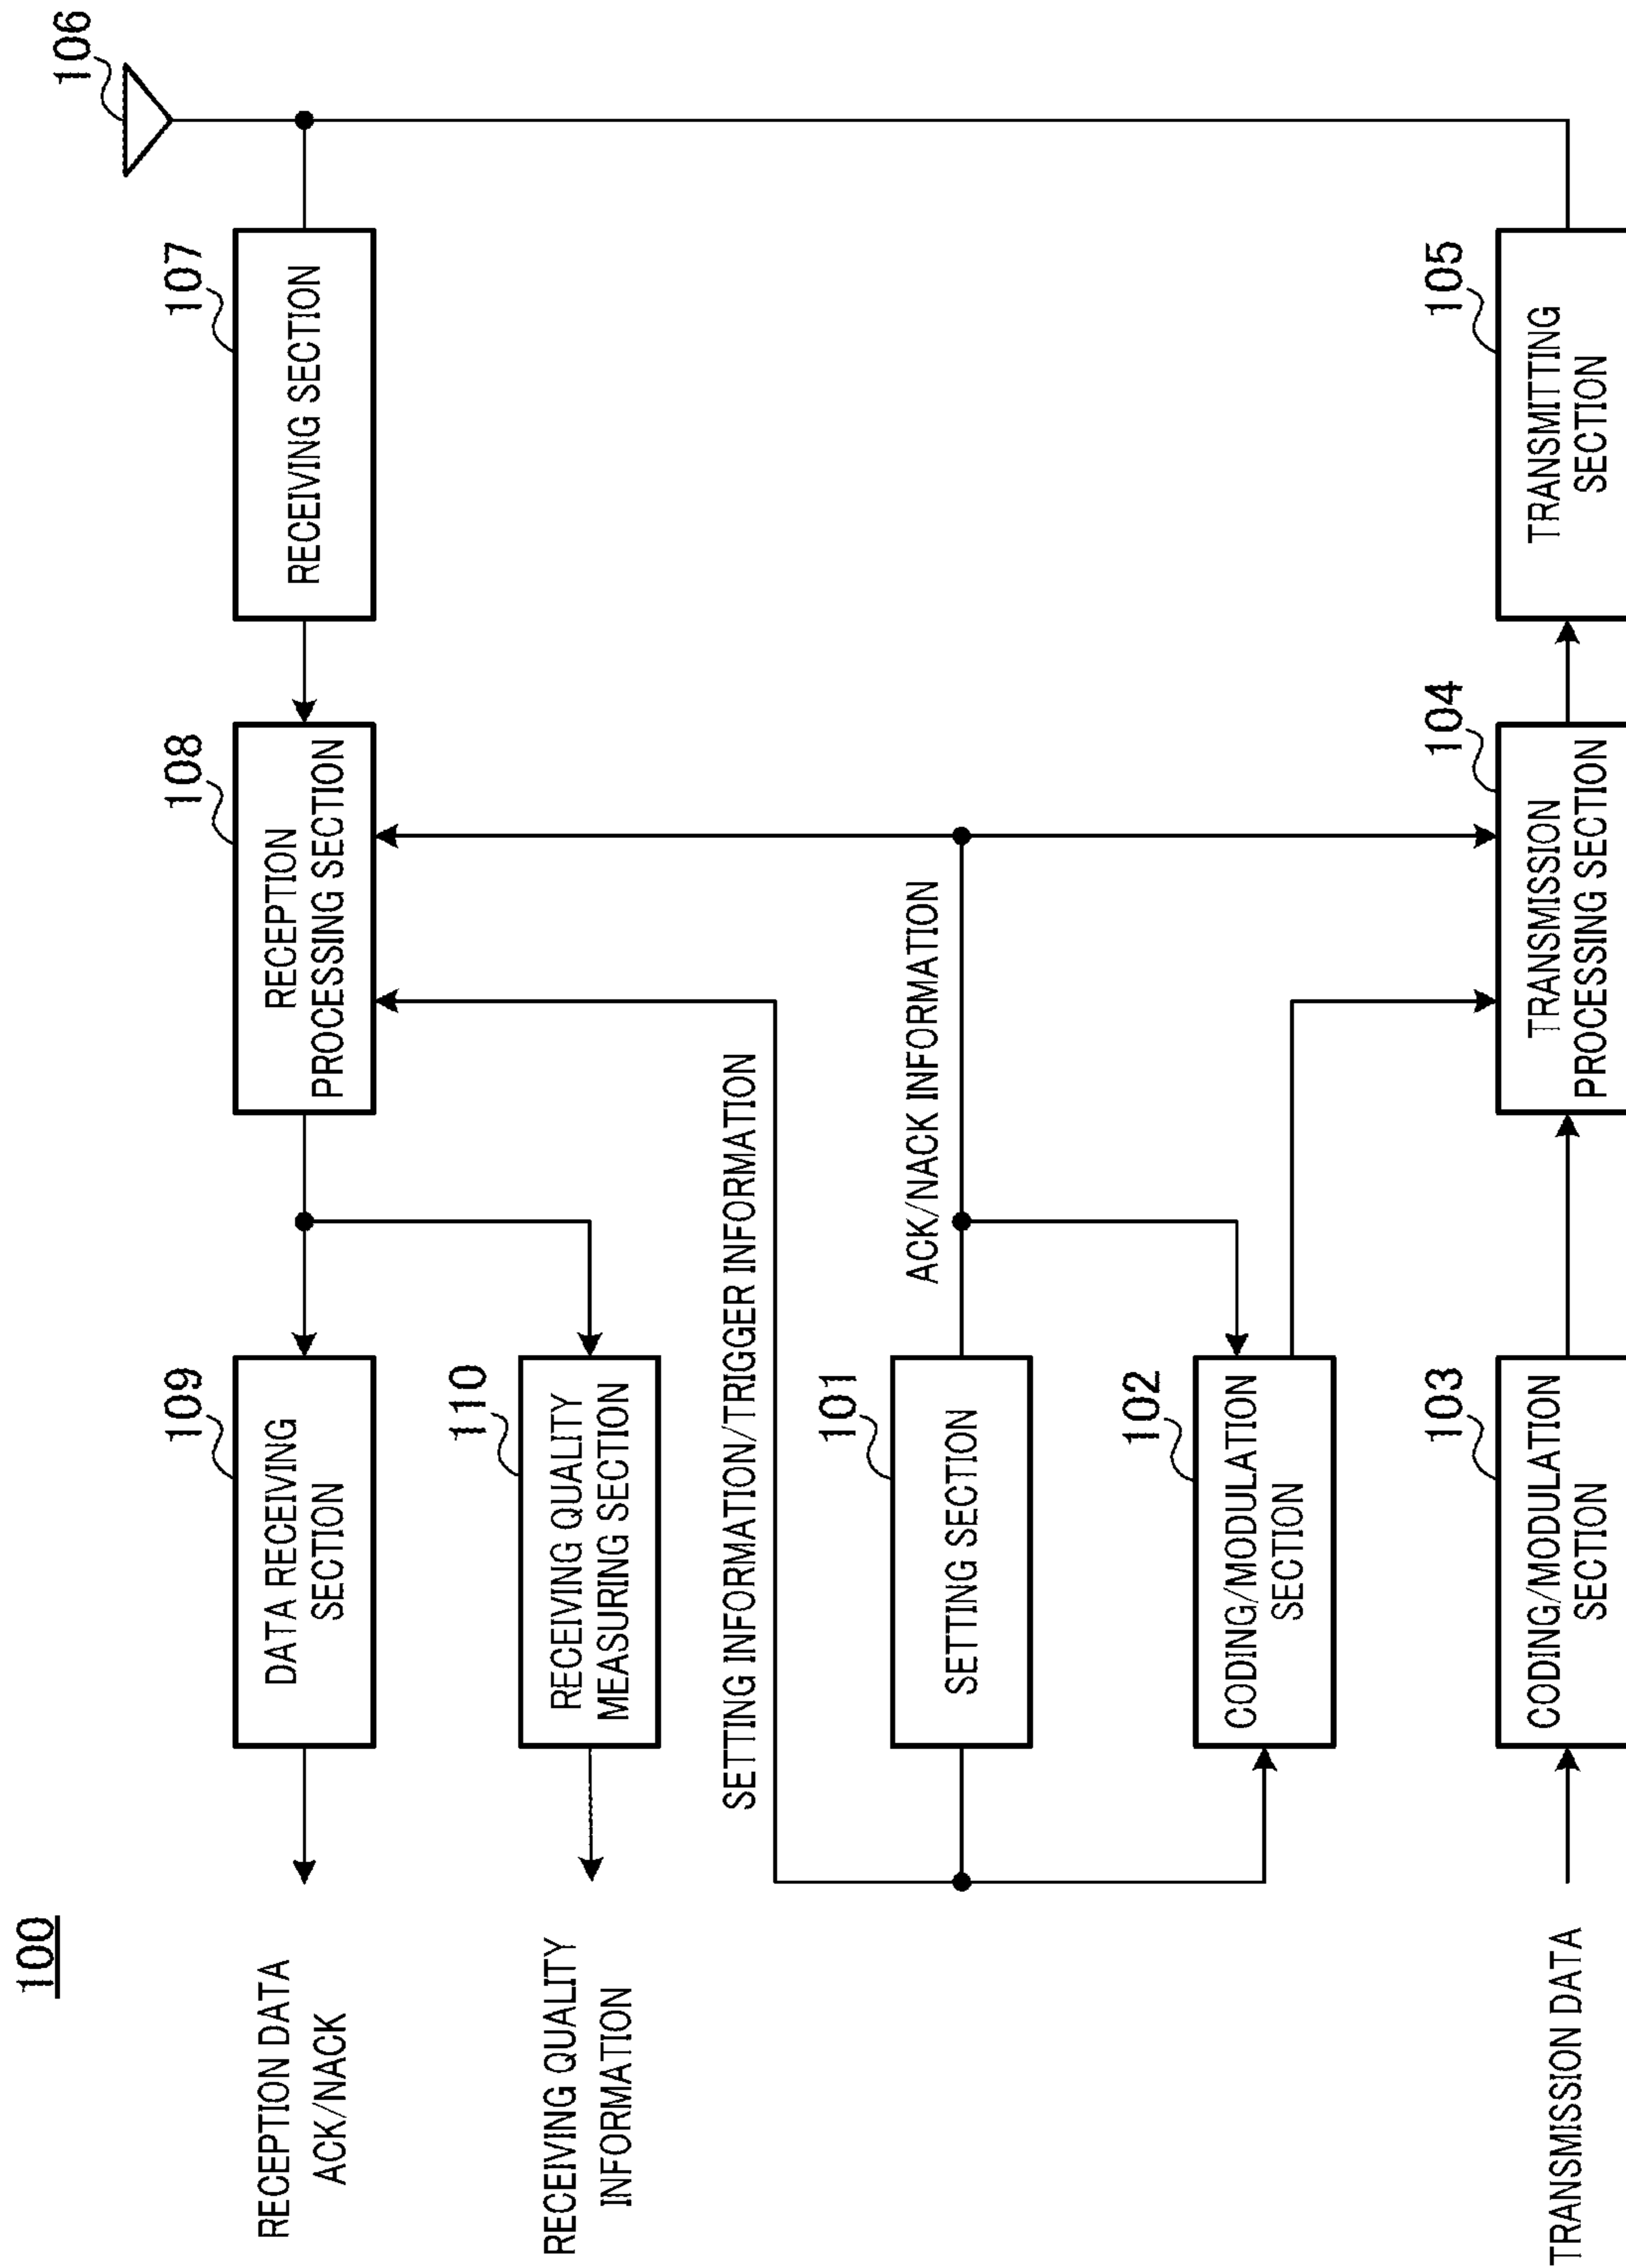 100
RECEPTION DATA
ACK/NACK
109
DATA RECEIVING
SECTION
108
RECEPTION
PROCESSING SECTION
107
RECEIVING SECTION
106
RECEIVING QUALITY
INFORMATION
110
RECEIVING QUALITY
MEASURING SECTION
SETTING INFORMATION/TRIGGER INFORMATION
101
SETTING SECTION
ACK/NACK INFORMATION
102
CODING/MODULATION
SECTION
TRANSMISSION DATA
103
CODING/MODULATION
SECTION
104
TRANSMISSION
PROCESSING SECTION
105
TRANSMITTING
SECTION